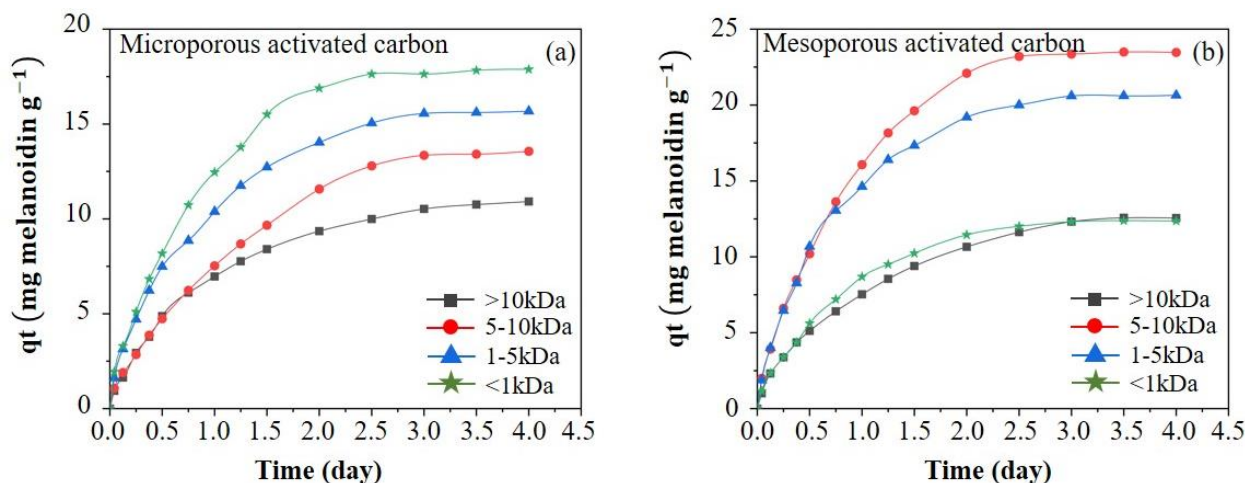 Microporous activated carbon
(a)
qt (mg melanoidin g⁻¹)
20
15
10
5
0
>10kDa
5-10kDa
1-5kDa
<1kDa
0.0 0.5 1.0 1.5 2.0 2.5 3.0 3.5 4.0 4.5
Time (day)
Mesoporous activated carbon
(b)
qt (mg melanoidin g⁻¹)
25
20
15
10
5
0
>10kDa
5-10kDa
1-5kDa
<1kDa
0.0 0.5 1.0 1.5 2.0 2.5 3.0 3.5 4.0 4.5
Time (day)